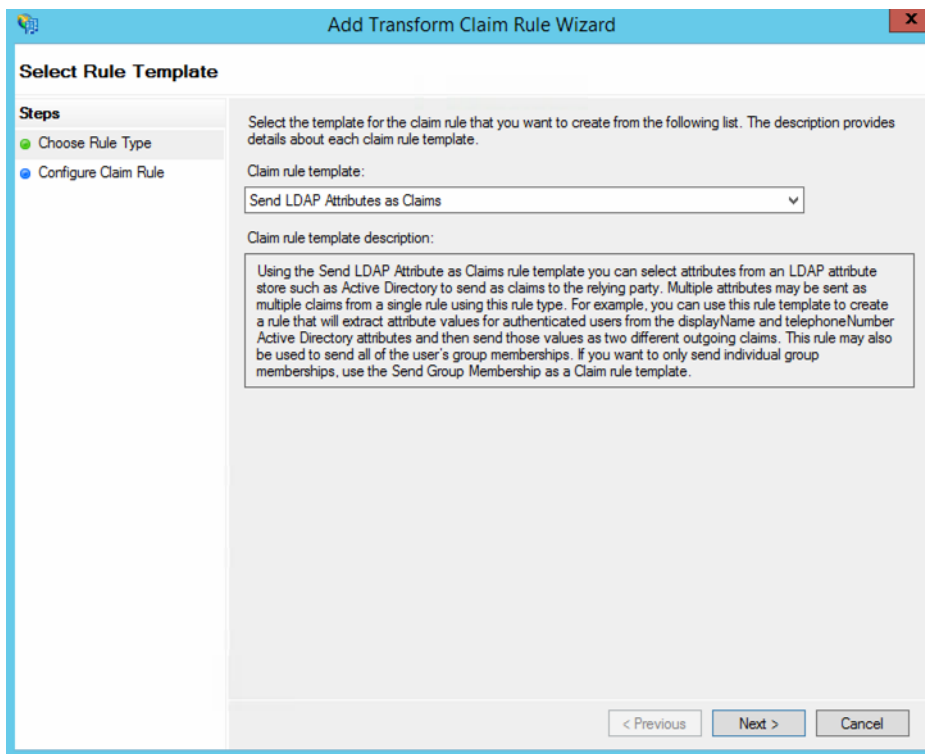 Add Transform Claim Rule Wizard
x
Select Rule Template
Steps
Choose Rule Type
Configure Claim Rule
Select the template for the claim rule that you want to create from the following list. The description provides
details about each claim rule template.
Claim rule template:
Send LDAP Attributes as Claims
Claim rule template description:
Using the Send LDAP Attribute as Claims rule template you can select attributes from an LDAP attribute
store such as Active Directory to send as claims to the relying party. Multiple attributes may be sent as
multiple claims from a single rule using this rule type. For example, you can use this rule template to create
a rule that will extract attribute values for authenticated users from the displayName and telephoneNumber
Active Directory attributes and then send those values as two different outgoing claims. This rule may also
be used to send all of the user's group memberships. If you want to only send individual group
memberships, use the Send Group Membership as a Claim rule template.
< Previous
Next >
Cancel